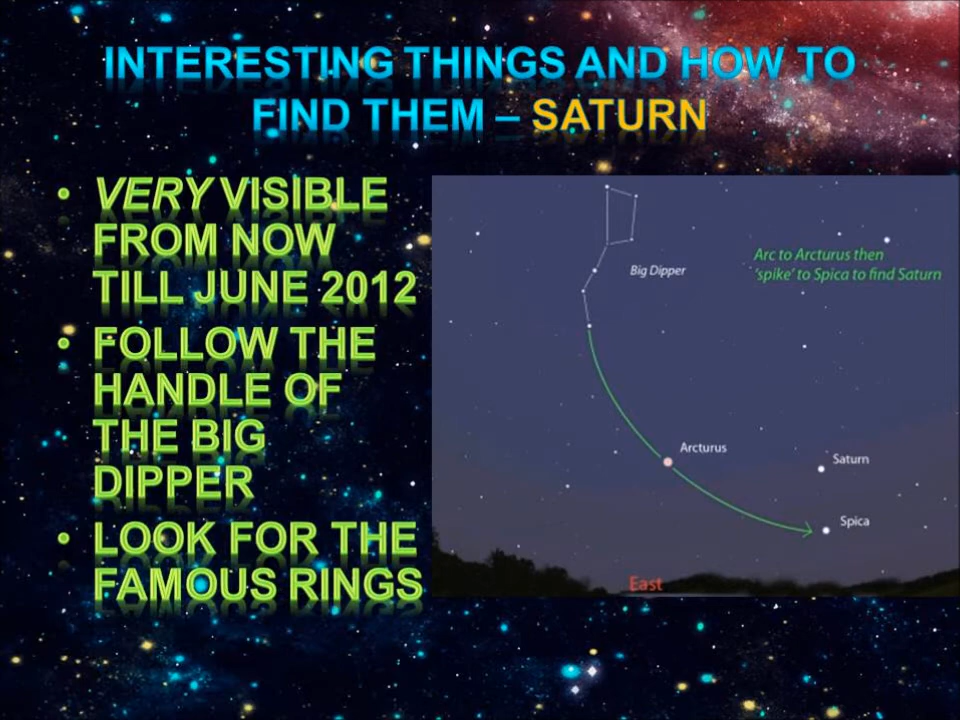 INTERESTING THINGS AND HOW TO
FIND THEM – SATURN
• VERY VISIBLE
FROM NOW
TILL JUNE 2012
• FOLLOW THE
HANDLE OF
THE BIG
DIPPER
• LOOK FOR THE
FAMOUS RINGS
Big Dipper
Arc to Arcturus then
'spike' to Spica to find Saturn
Arcturus
Saturn
Spica
East